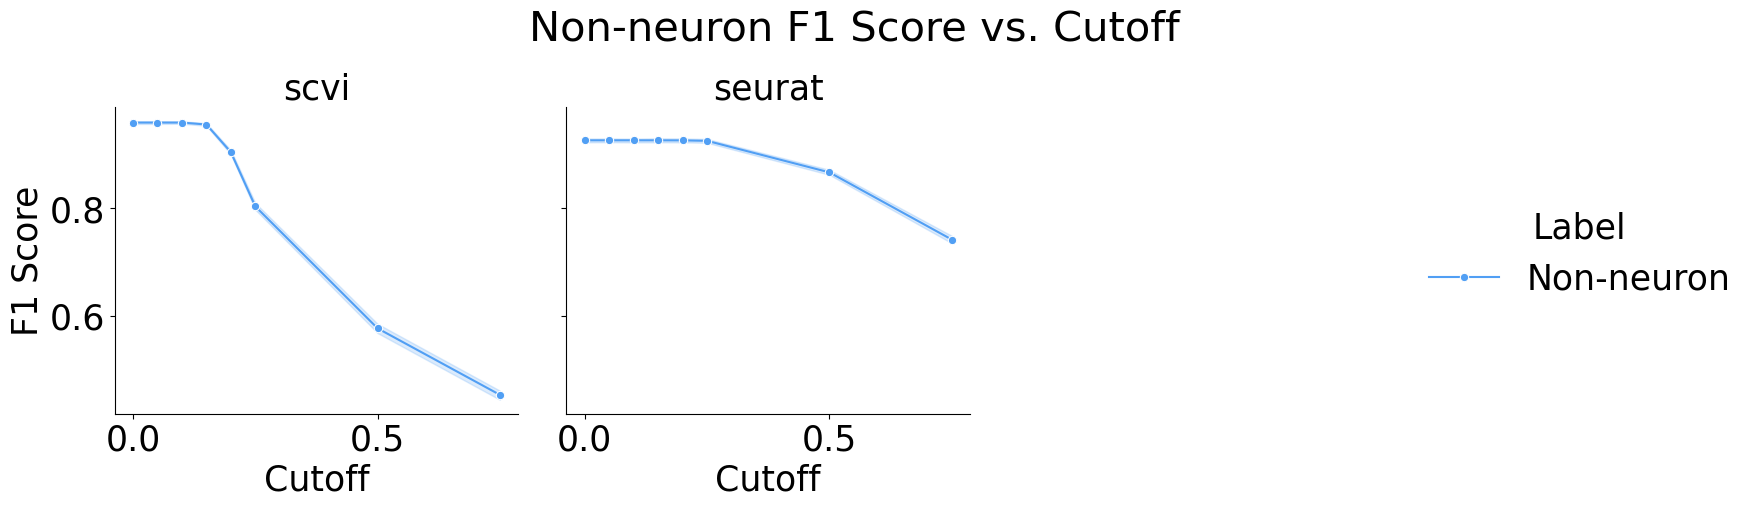 Non-neuron F1 Score vs. Cutoff
scvi
seurat
F1 Score
0.8
0.6
0.0
0.5
0.0
0.5
Cutoff
Cutoff
Label
Non-neuron